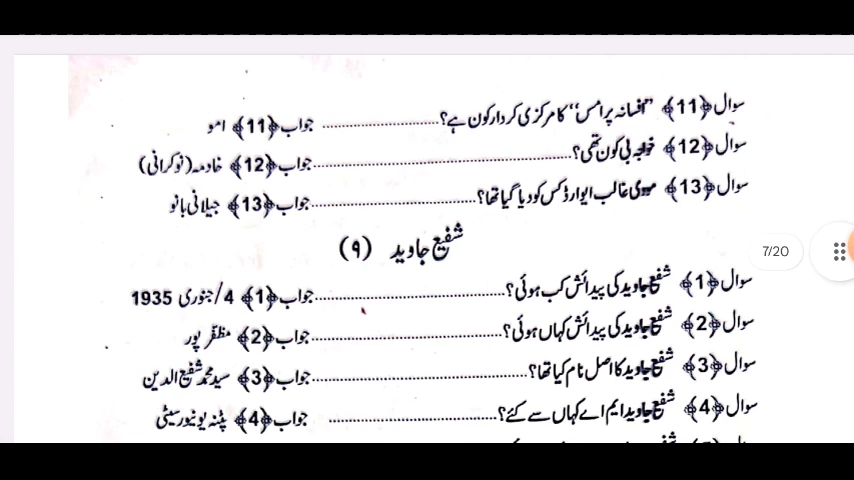 سوال ﴿11﴾ ”افسانہ پرامس“ کا مرکزی کردار کون ہے؟ .......................... جواب ﴿11﴾ امو
سوال ﴿12﴾ خواجہ بی کون تھی؟ .......................... جواب ﴿12﴾ خادمہ (نوکرانی)
سوال ﴿13﴾ مودی غالب ایوارڈ کس کو دیا گیا تھا؟ .......................... جواب ﴿13﴾ جیلانی بانو
شفیع جاوید (۹)
7/20
سوال ﴿1﴾ شفیع جاوید کی پیدائش کب ہوئی؟ .......................... جواب ﴿1﴾ 4/جنوری 1935
سوال ﴿2﴾ شفیع جاوید کی پیدائش کہاں ہوئی؟ .......................... جواب ﴿2﴾ مظفر پور
سوال ﴿3﴾ شفیع جاوید کا اصل نام کیا تھا؟ .......................... جواب ﴿3﴾ سید محمد شفیع الدین
سوال ﴿4﴾ شفیع جاوید ایم اے کہاں سے کئے؟ .......................... جواب ﴿4﴾ پٹنہ یونیورسیٹی